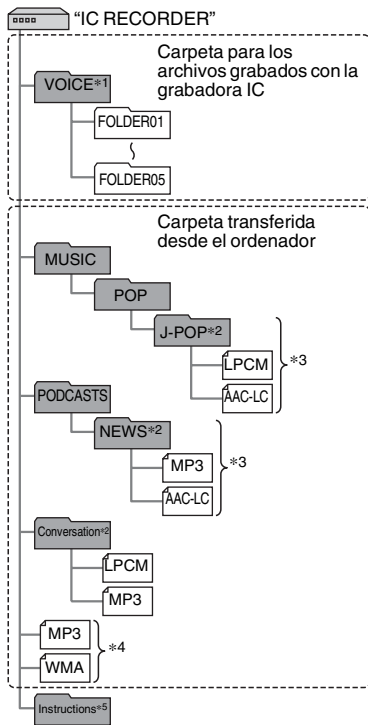 “IC RECORDER”
Carpeta para los
archivos grabados con la
grabadora IC
VOICE*1
FOLDER01
FOLDER05
Carpeta transferida
desde el ordenador
MUSIC
POP
J-POP*2
LPCM
AAC-LC
*3
PODCASTS
NEWS*2
MP3
AAC-LC
*3
Conversation*2
LPCM
MP3
MP3
WMA
*4
Instructions*5